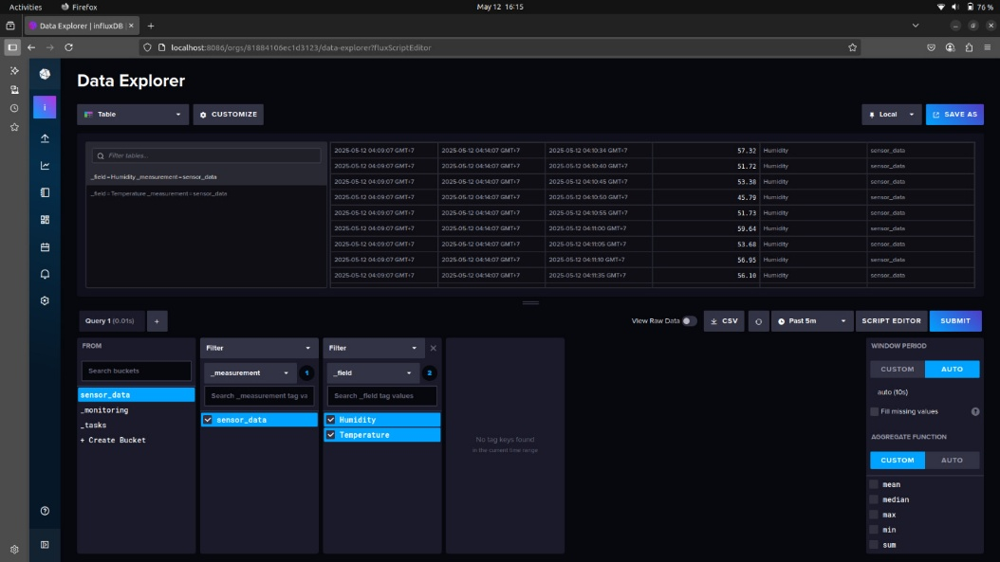 Activities Firefox May 12 16:15 76 %
Data Explorer | InfluxDB
localhost:8086/orgs/81884106ec1d3123/data-explorer?fluxScriptEditor
i
Data Explorer
Table CUSTOMIZE Local SAVE AS
Filter tables...
_field = Humidity _measurement = sensor_data
_field = Temperature _measurement = sensor_data
2025-05-12 04:09:07 GMT+7 2025-05-12 04:14:07 GMT+7 2025-05-12 04:10:34 GMT+7 57.32 Humidity sensor_data
2025-05-12 04:09:07 GMT+7 2025-05-12 04:14:07 GMT+7 2025-05-12 04:10:40 GMT+7 51.72 Humidity sensor_data
2025-05-12 04:09:07 GMT+7 2025-05-12 04:14:07 GMT+7 2025-05-12 04:10:45 GMT+7 53.38 Humidity sensor_data
2025-05-12 04:09:07 GMT+7 2025-05-12 04:14:07 GMT+7 2025-05-12 04:10:50 GMT+7 45.79 Humidity sensor_data
2025-05-12 04:09:07 GMT+7 2025-05-12 04:14:07 GMT+7 2025-05-12 04:10:55 GMT+7 51.73 Humidity sensor_data
2025-05-12 04:09:07 GMT+7 2025-05-12 04:14:07 GMT+7 2025-05-12 04:11:00 GMT+7 59.64 Humidity sensor_data
2025-05-12 04:09:07 GMT+7 2025-05-12 04:14:07 GMT+7 2025-05-12 04:11:05 GMT+7 53.68 Humidity sensor_data
2025-05-12 04:09:07 GMT+7 2025-05-12 04:14:07 GMT+7 2025-05-12 04:11:10 GMT+7 56.95 Humidity sensor_data
2025-05-12 04:09:07 GMT+7 2025-05-12 04:14:07 GMT+7 2025-05-12 04:11:35 GMT+7 56.10 Humidity sensor_data
Query 1 (0.01s) + View Raw Data CSV Past 5m SCRIPT EDITOR SUBMIT
FROM
Search buckets
sensor_data
_monitoring
_tasks
+ Create Bucket
Filter
_measurement 1
Search _measurement tag va
sensor_data
Filter
_field 2
Search _field tag values
Humidity
Temperature
No tag keys found
in the current time range
WINDOW PERIOD
CUSTOM AUTO
auto (10s)
Fill missing values ?
AGGREGATE FUNCTION
CUSTOM AUTO
mean
median
max
min
sum